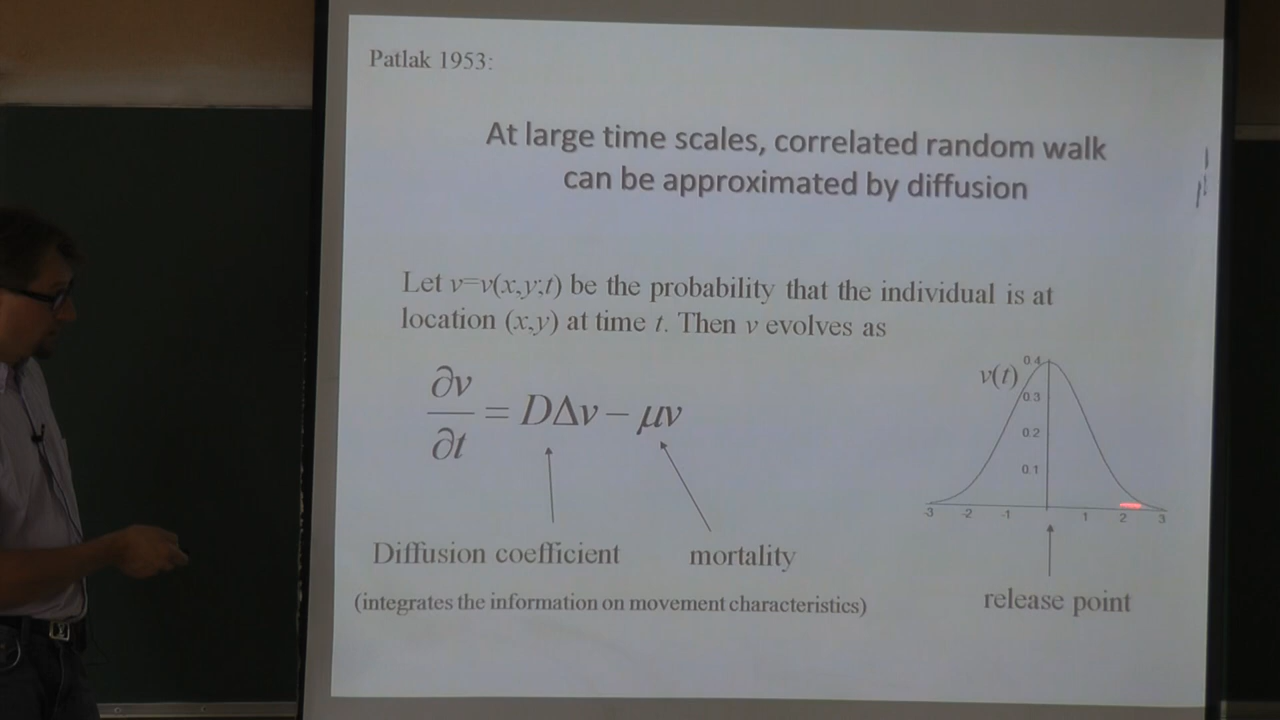 Patlak 1953:
At large time scales, correlated random walk
can be approximated by diffusion
Let v=v(x,y;t) be the probability that the individual is at
location (x,y) at time t. Then v evolves as
∂v/∂t = DΔv − μv
v(t)
0.4
0.3
0.2
0.1
-3 -2 -1 1 2 3
Diffusion coefficient
mortality
(integrates the information on movement characteristics)
release point